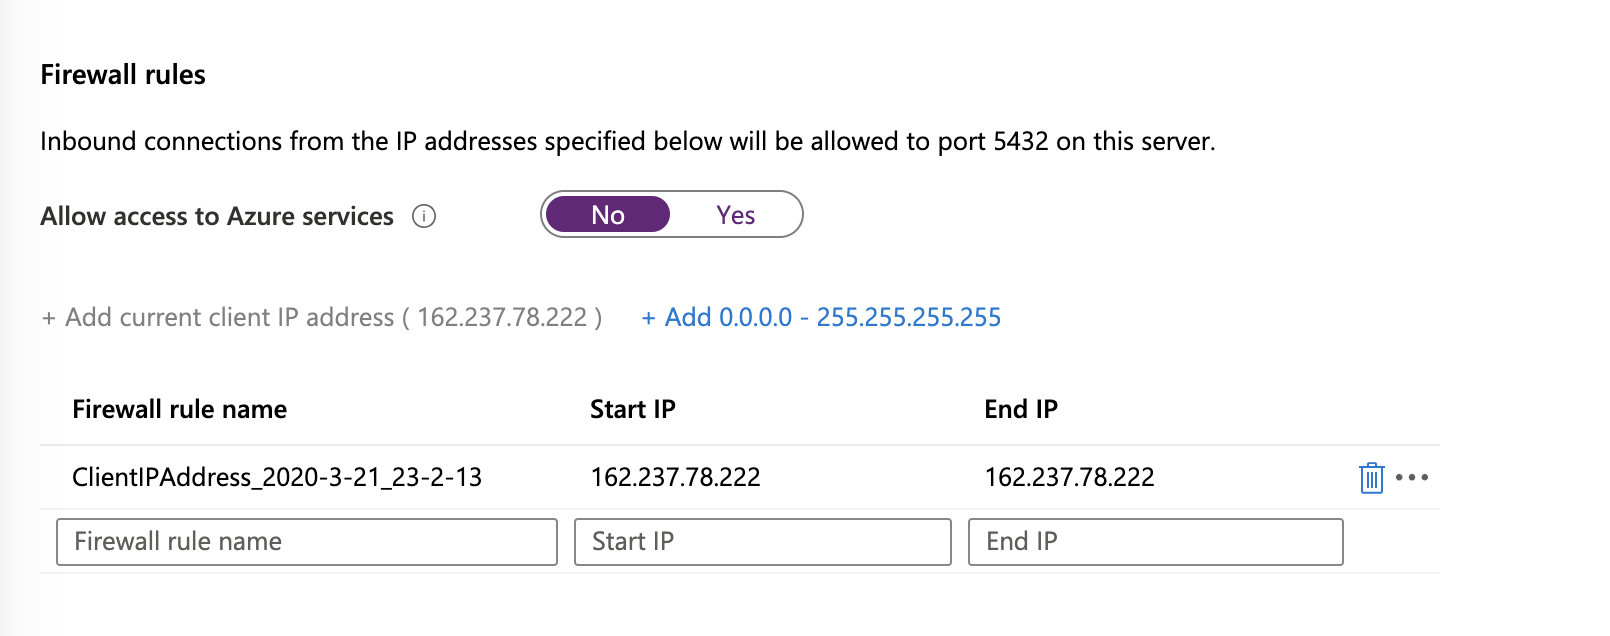 Firewall rules
Inbound connections from the IP addresses specified below will be allowed to port 5432 on this server.
Allow access to Azure services No Yes
+ Add current client IP address ( 162.237.78.222 ) + Add 0.0.0.0 - 255.255.255.255
Firewall rule name Start IP End IP
ClientIPAddress_2020-3-21_23-2-13 162.237.78.222 162.237.78.222
Firewall rule name Start IP End IP